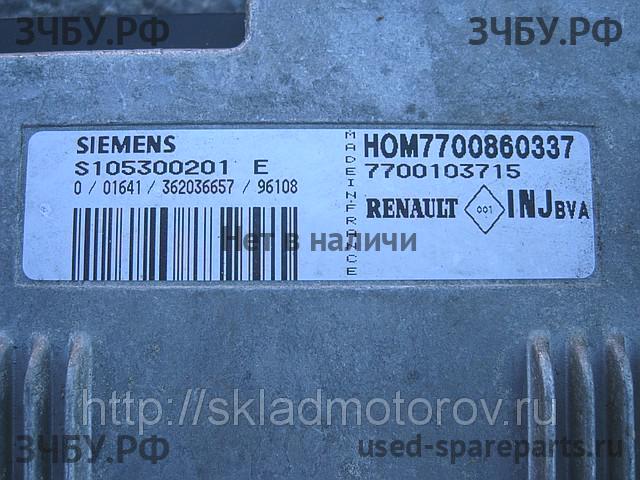 ЗЧБУ.РФ
ЗЧБУ.РФ
SIEMENS
S105300201 E
0 / 01641 / 362036657 / 96108
MADE IN FRANCE
HOM7700860337
7700103715
RENAULT 001 INJ BVA
Нет в наличи
http://skladmotorov.ru
ЗЧБУ.РФ
used-spareparts.ru